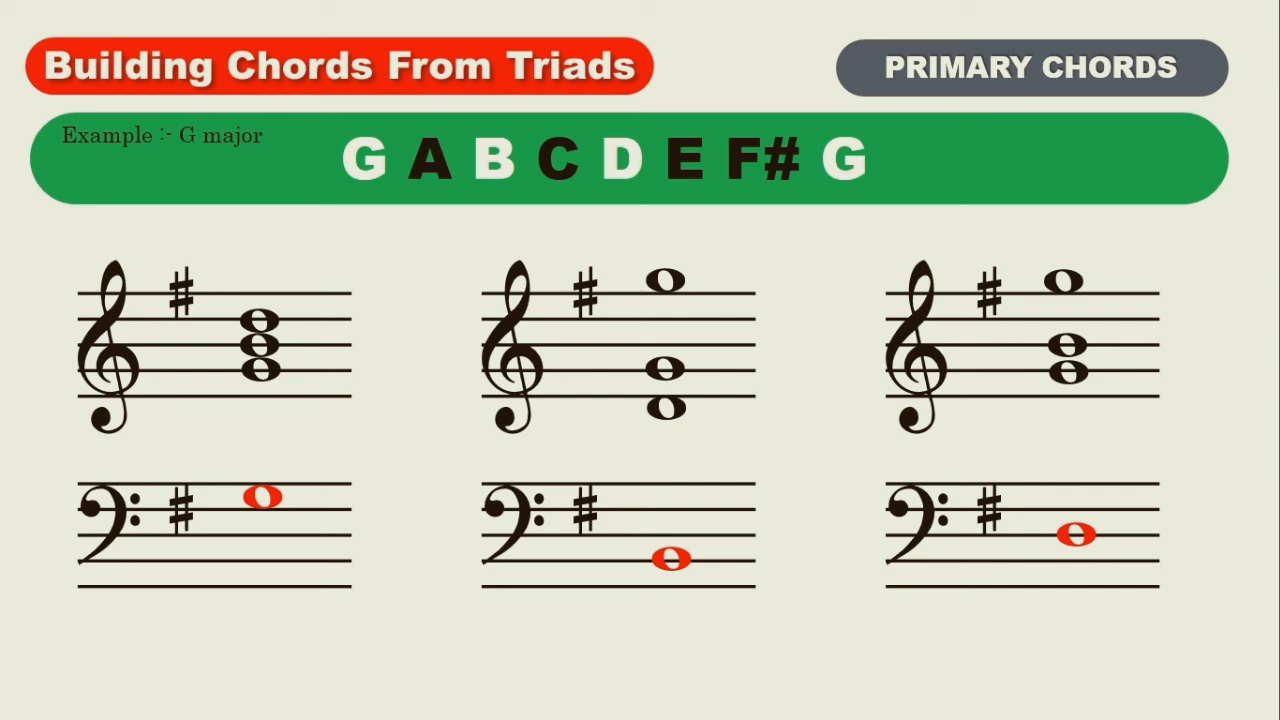 Building Chords From Triads
PRIMARY CHORDS
Example :- G major
G A B C D E F# G